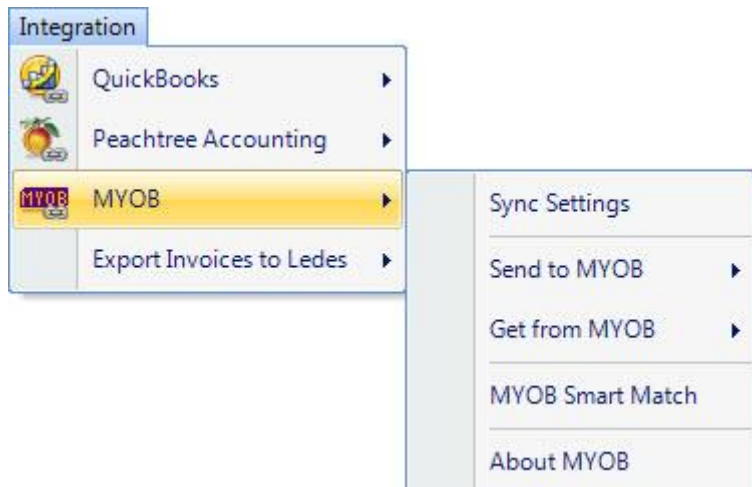 Integration
QuickBooks
Peachtree Accounting
MYOB MYOB
Export Invoices to Ledes
Sync Settings
Send to MYOB
Get from MYOB
MYOB Smart Match
About MYOB